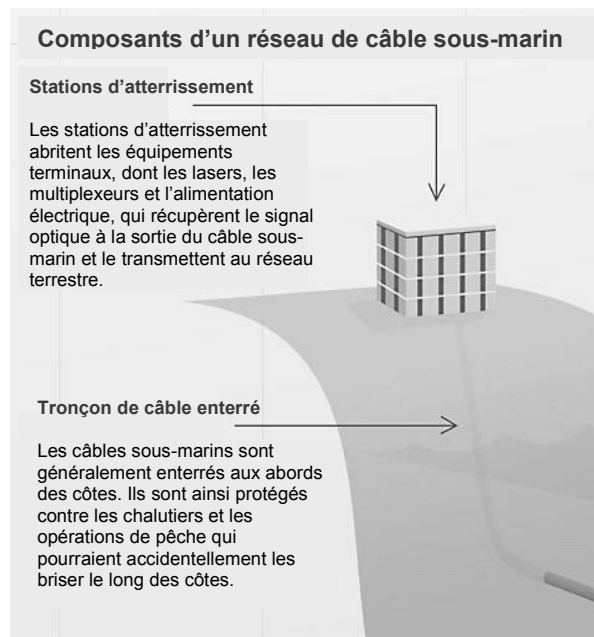 Composants d’un réseau de câble sous-marin
Stations d’atterrissement
Les stations d’atterrissement
abritent les équipements
terminaux, dont les lasers, les
multiplexeurs et l’alimentation
électrique, qui récupèrent le signal
optique à la sortie du câble sous-
marin et le transmettent au réseau
terrestre.
Tronçon de câble enterré
Les câbles sous-marins sont
généralement enterrés aux abords
des côtes. Ils sont ainsi protégés
contre les chalutiers et les
opérations de pêche qui
pourraient accidentellement les
briser le long des côtes.